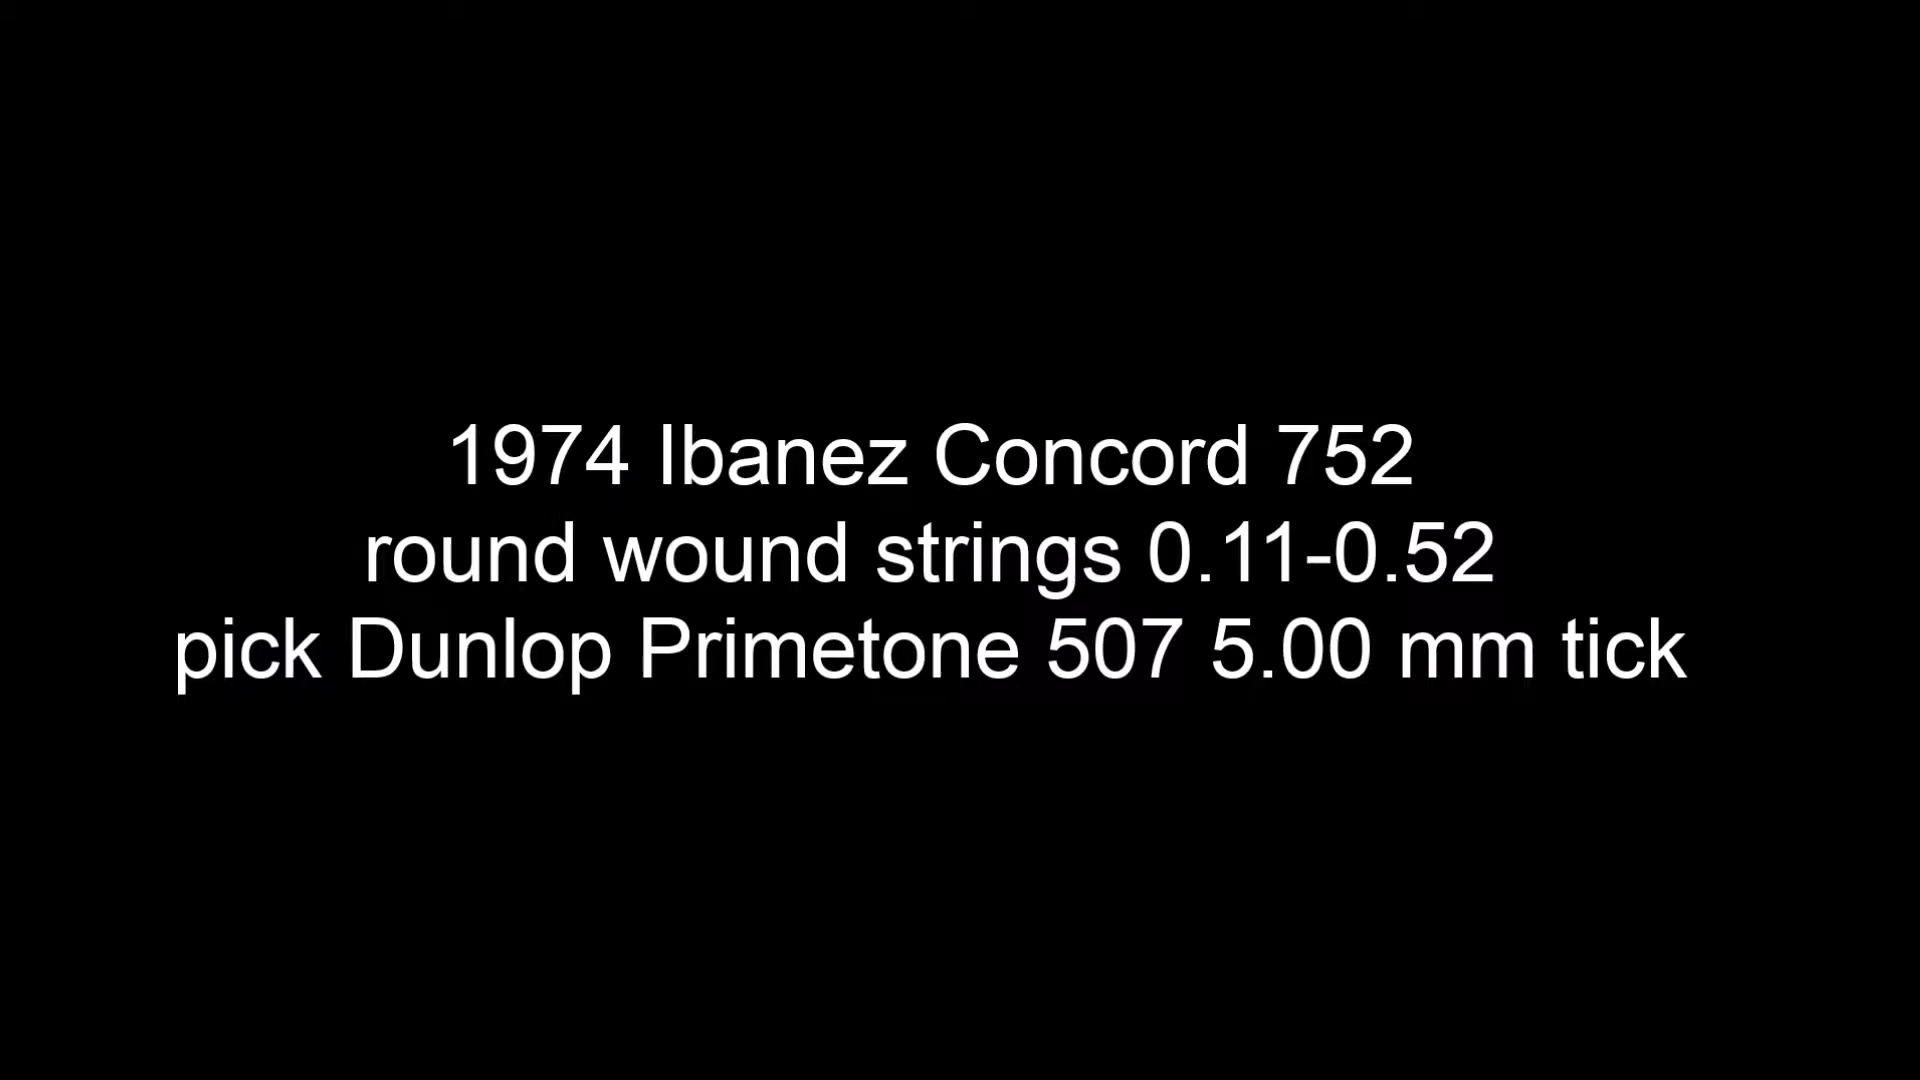 1974 Ibanez Concord 752
round wound strings 0.11-0.52
pick Dunlop Primetone 507 5.00 mm tick